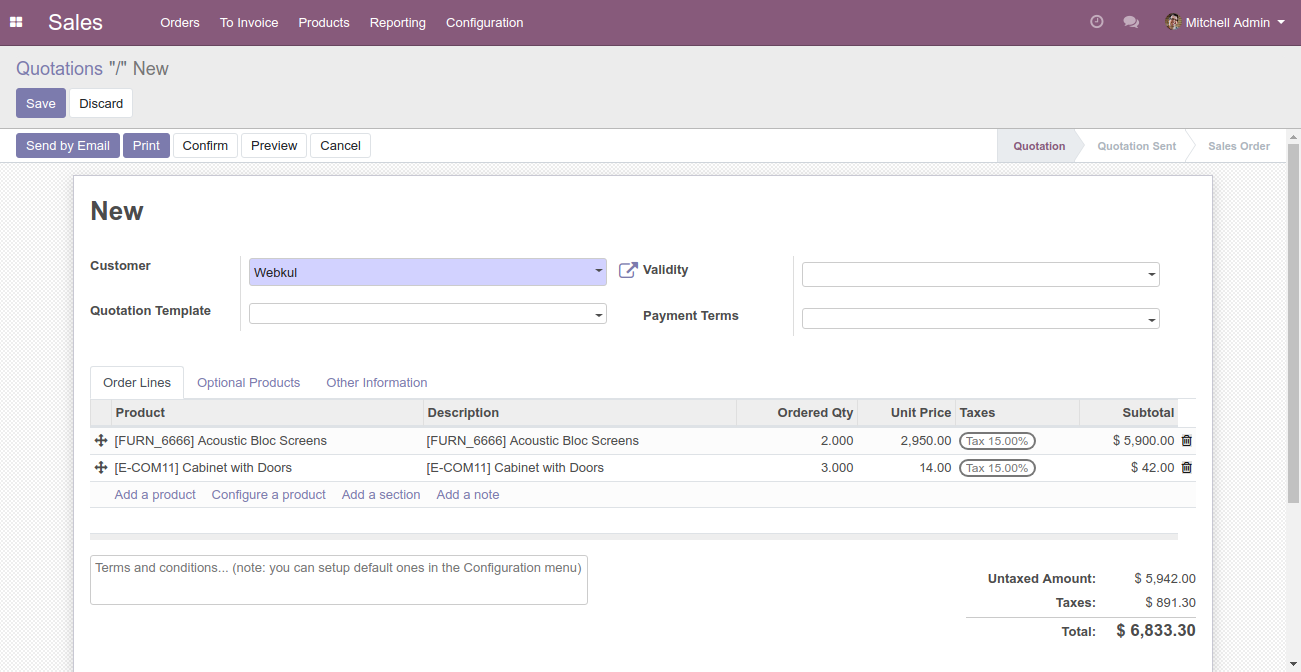 Sales Orders To Invoice Products Reporting Configuration Mitchell Admin
Quotations "/" New
Save Discard
Send by Email Print Confirm Preview Cancel Quotation Quotation Sent Sales Order
New
Customer Webkul Validity
Quotation Template Payment Terms
Order Lines Optional Products Other Information
Product Description Ordered Qty Unit Price Taxes Subtotal
[FURN_6666] Acoustic Bloc Screens [FURN_6666] Acoustic Bloc Screens 2.000 2,950.00 Tax 15.00% $ 5,900.00
[E-COM11] Cabinet with Doors [E-COM11] Cabinet with Doors 3.000 14.00 Tax 15.00% $ 42.00
Add a product Configure a product Add a section Add a note
Terms and conditions... (note: you can setup default ones in the Configuration menu)
Untaxed Amount: $ 5,942.00
Taxes: $ 891.30
Total: $ 6,833.30